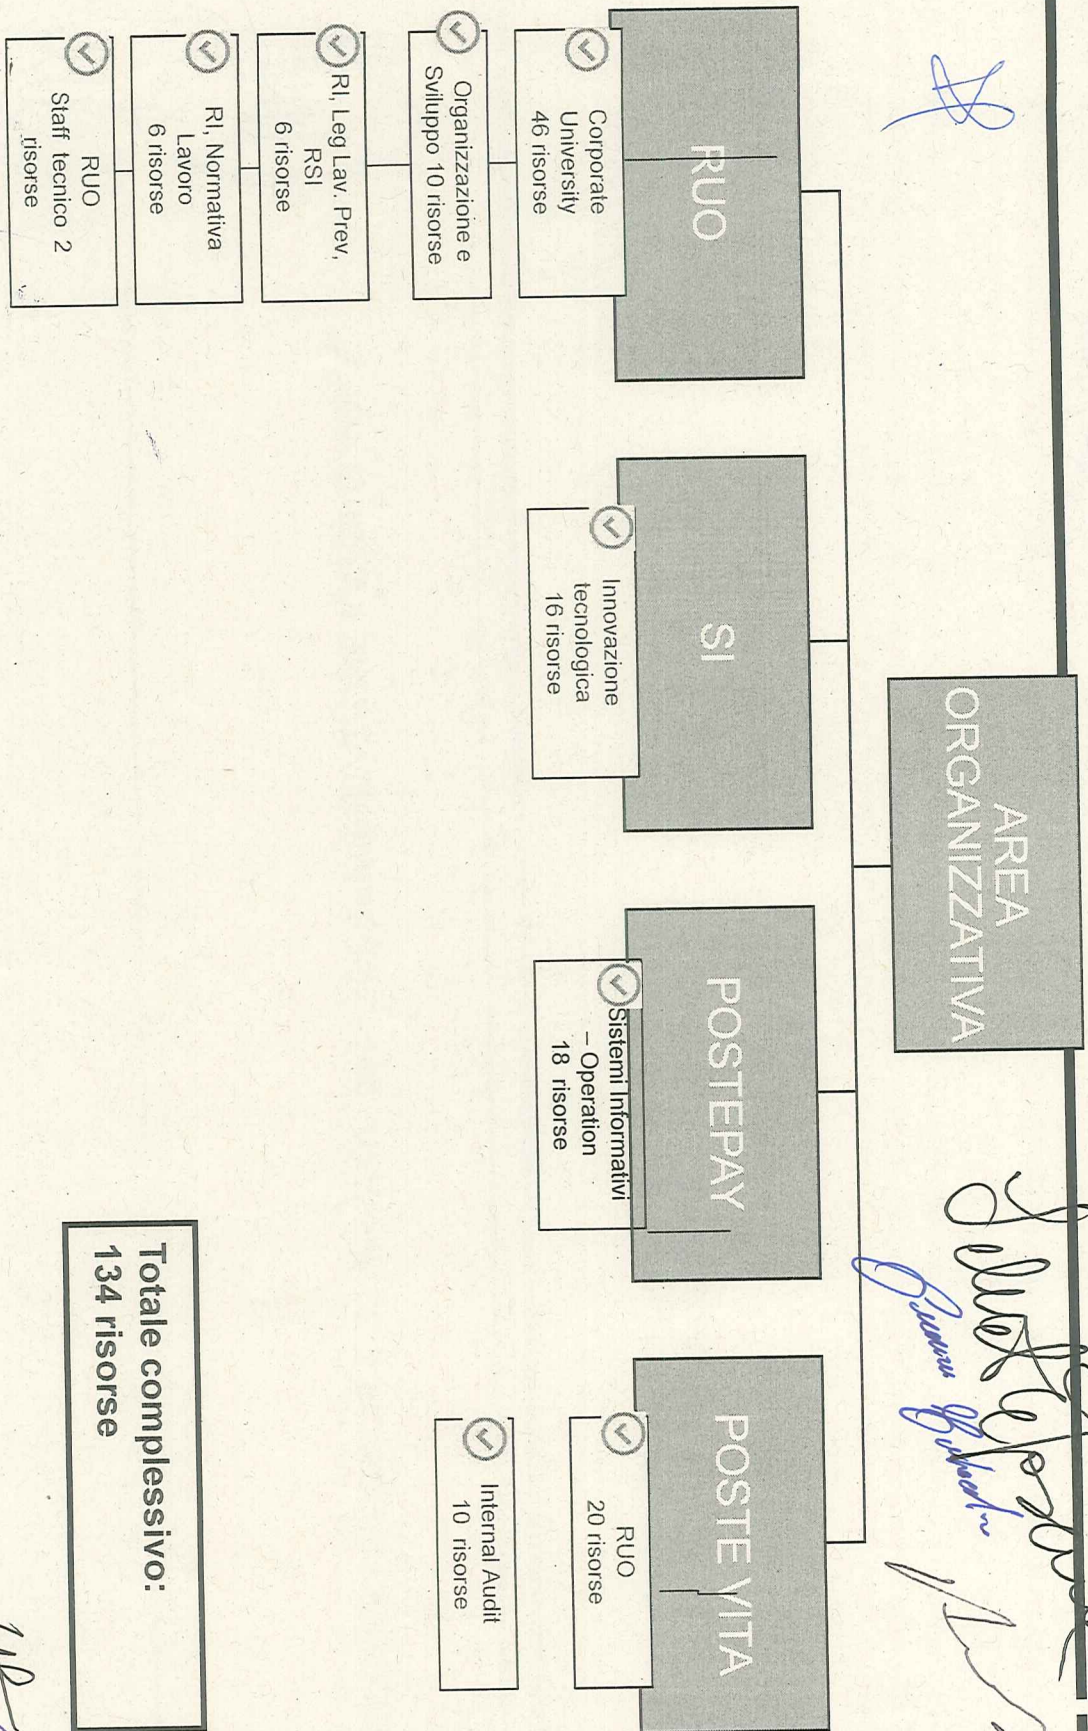 AREA
ORGANIZZATIVA
RUO
Corporate
University
46 risorse
Organizzazione e
Sviluppo 10 risorse
RI, Leg Lav. Prev,
RSI
6 risorse
RI, Normativa
Lavoro
6 risorse
RUO
Staff tecnico 2
risorse
SI
Innovazione
tecnologica
16 risorse
POSTEPAY
Sistemi Informativi
– Operation
18 risorse
POSTE VITA
RUO
20 risorse
Internal Audit
10 risorse
Totale complessivo:
134 risorse